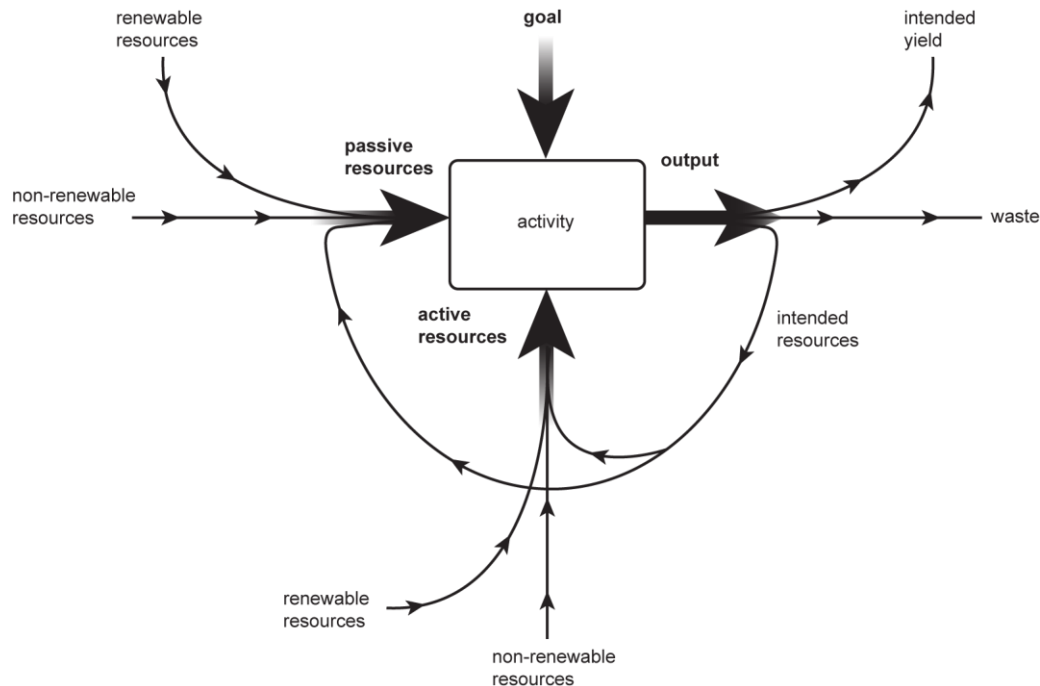 renewable
resources
goal
intended
yield
passive
resources
output
non-renewable
resources
activity
waste
active
resources
intended
resources
renewable
resources
non-renewable
resources